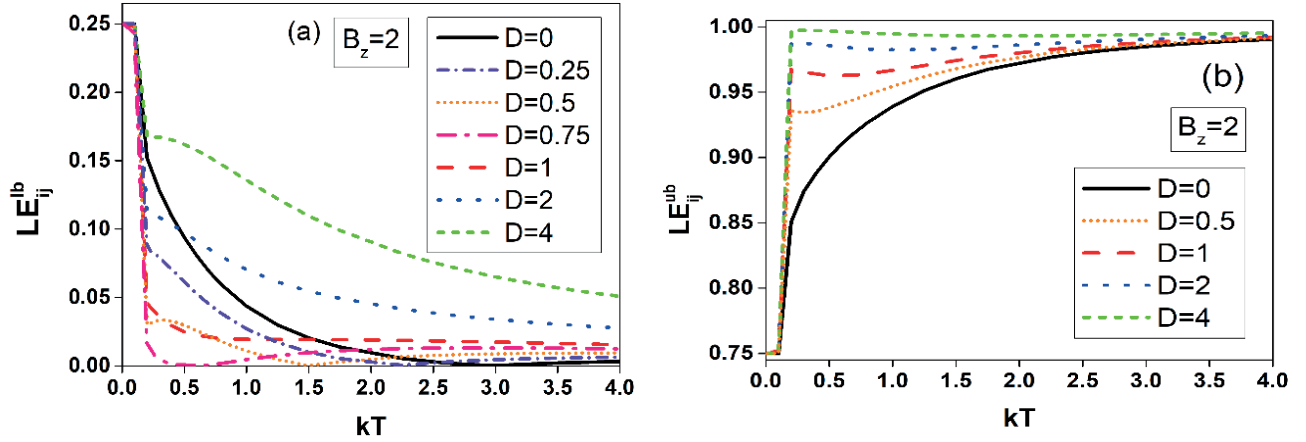 (a)
B_z=2
D=0
D=0.25
D=0.5
D=0.75
D=1
D=2
D=4
LE_ij^lb
0.25
0.20
0.15
0.10
0.05
0.00
0.0 0.5 1.0 1.5 2.0 2.5 3.0 3.5 4.0
kT
(b)
B_z=2
D=0
D=0.5
D=1
D=2
D=4
LE_ij^ub
1.00
0.95
0.90
0.85
0.80
0.75
0.0 0.5 1.0 1.5 2.0 2.5 3.0 3.5 4.0
kT